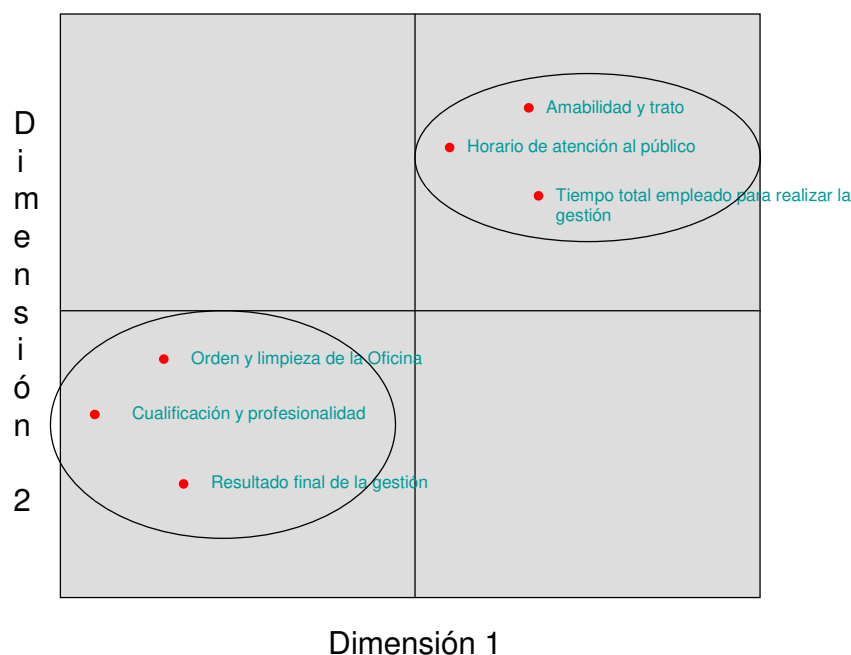 Dimensión 2
Amabilidad y trato
Horario de atención al público
Tiempo total empleado para realizar la
gestión
Orden y limpieza de la Oficina
Cualificación y profesionalidad
Resultado final de la gestión
Dimensión 1